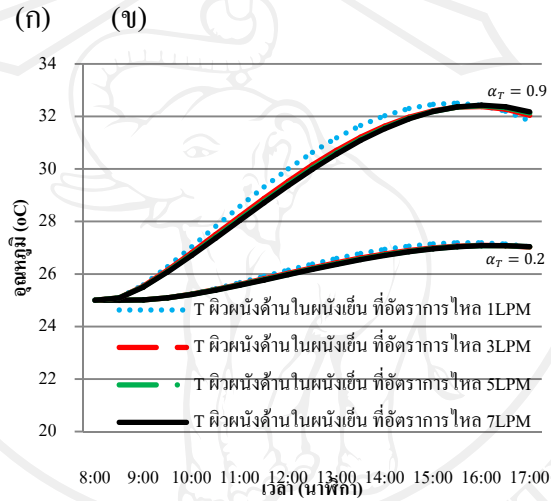 (ก) (ข)
34
32
30
28
26
24
22
20
อุณหภูมิ (oC)
α_T = 0.9
α_T = 0.2
T ผิวผนังด้านในผนังเย็น ที่อัตราการไหล 1LPM
T ผิวผนังด้านในผนังเย็น ที่อัตราการไหล 3LPM
T ผิวผนังด้านในผนังเย็น ที่อัตราการไหล 5LPM
T ผิวผนังด้านในผนังเย็น ที่อัตราการไหล 7LPM
8:00 9:00 10:00 11:00 12:00 13:00 14:00 15:00 16:00 17:00
เวลา (นาฬิกา)